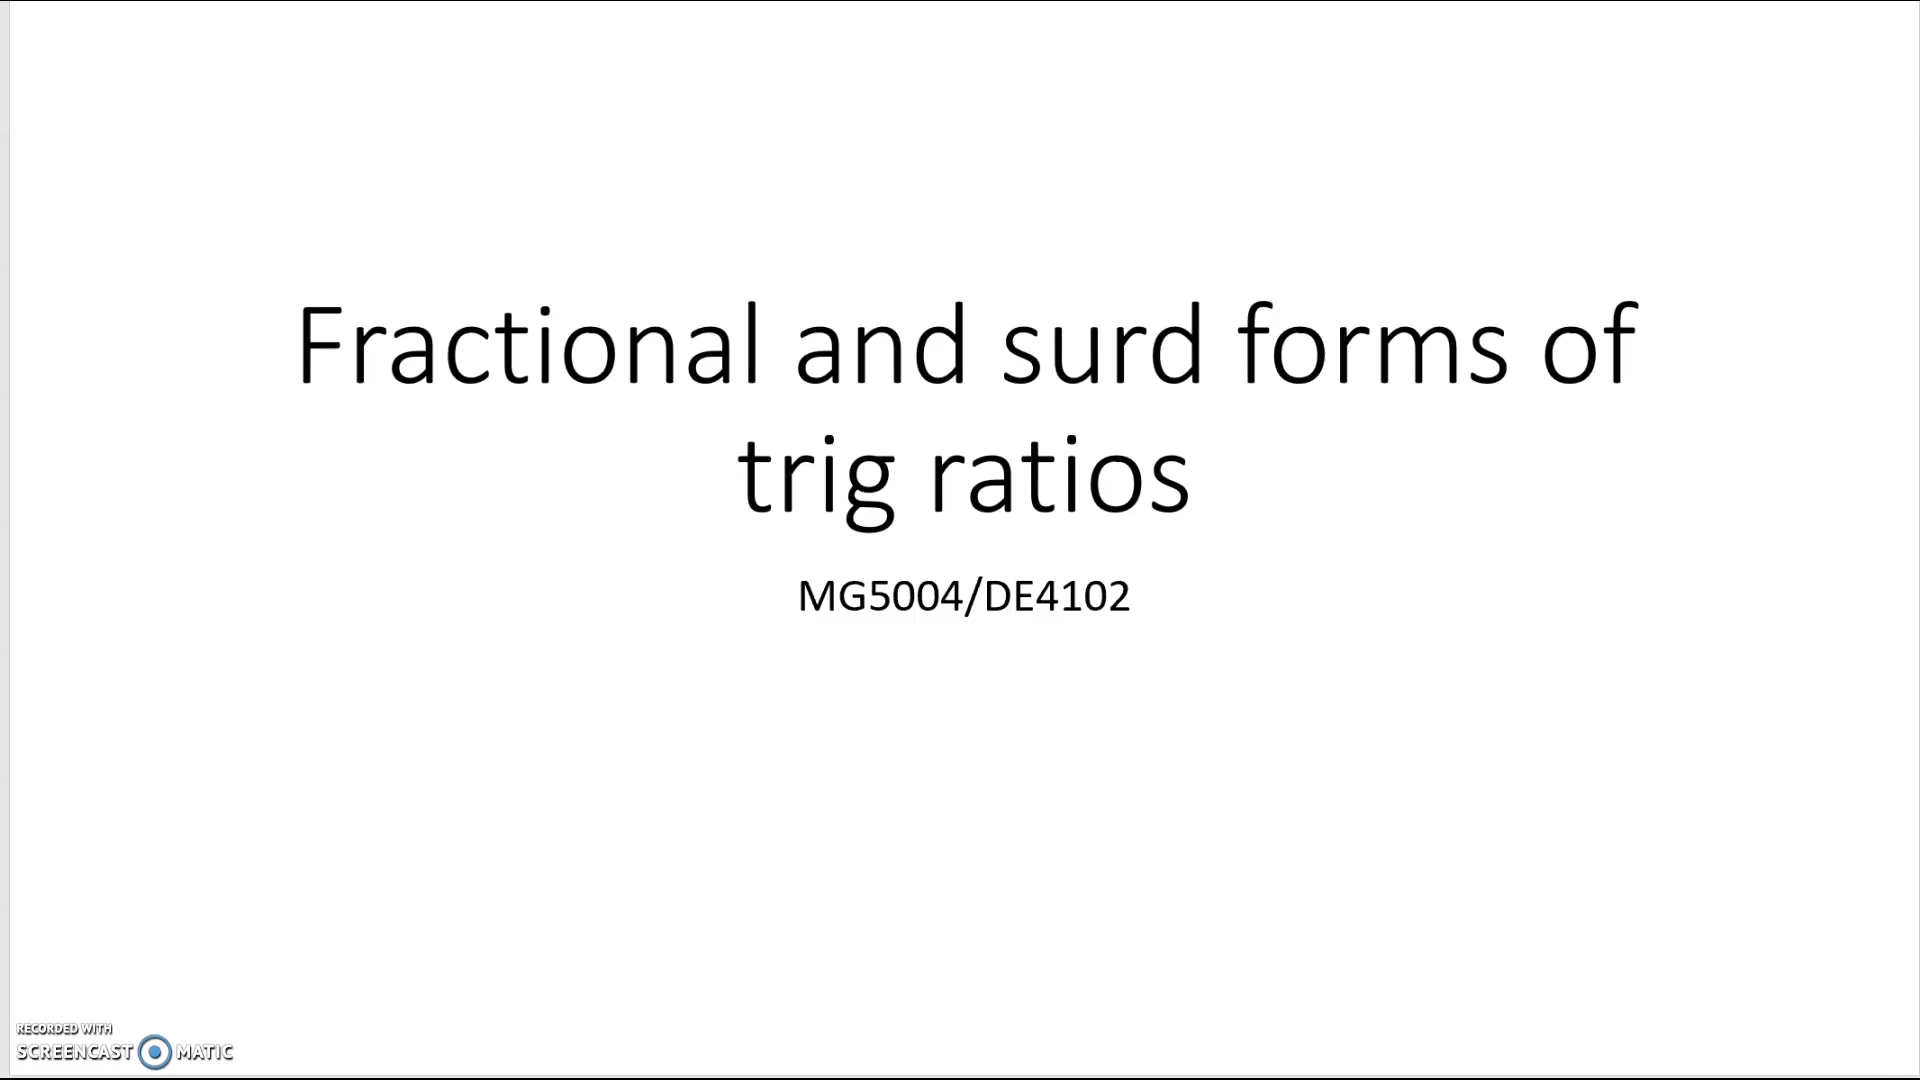 Fractional and surd forms of
trig ratios
MG5004/DE4102
RECORDED WITH
SCREENCAST MATIC